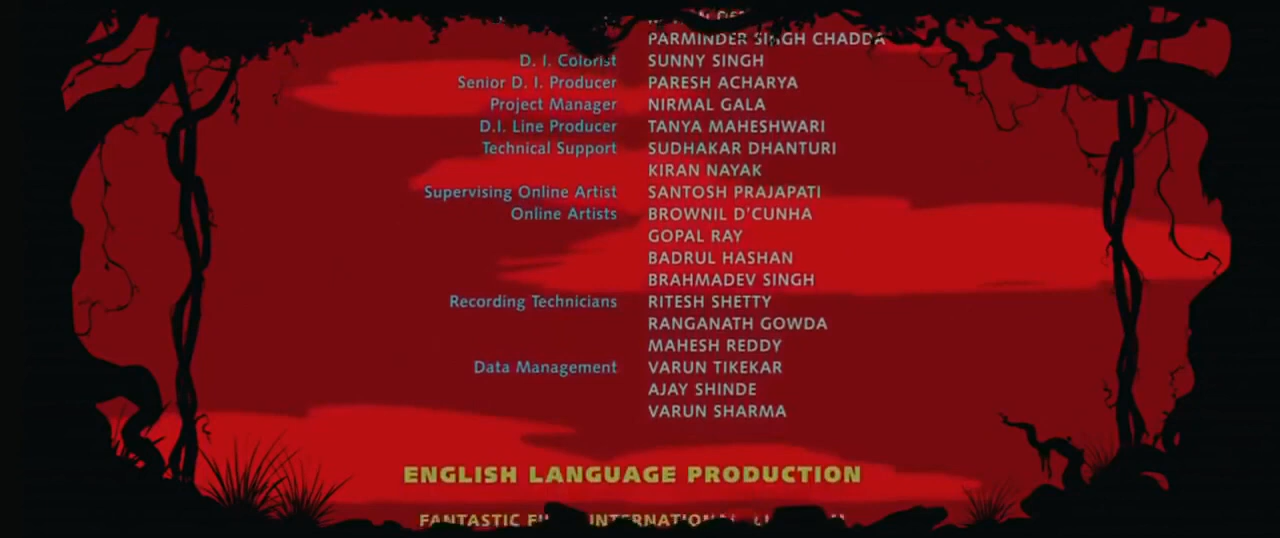 PARMINDER SINGH CHADDA
D. I. Colorist SUNNY SINGH
Senior D. I. Producer PARESH ACHARYA
Project Manager NIRMAL GALA
D.I. Line Producer TANYA MAHESHWARI
Technical Support SUDHAKAR DHANTURI
KIRAN NAYAK
Supervising Online Artist SANTOSH PRAJAPATI
Online Artists BROWNIL D'CUNHA
GOPAL RAY
BADRUL HASHAN
BRAHMADEV SINGH
Recording Technicians RITESH SHETTY
RANGANATH GOWDA
MAHESH REDDY
Data Management VARUN TIKEKAR
AJAY SHINDE
VARUN SHARMA
ENGLISH LANGUAGE PRODUCTION
FANTASTIC